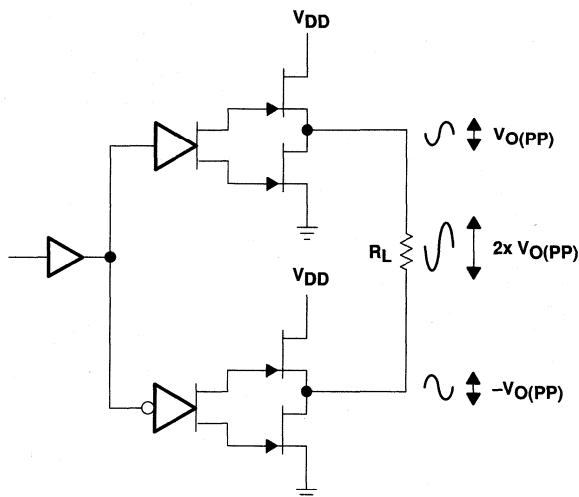 VDD
VO(PP)
RL
2x VO(PP)
VDD
–VO(PP)